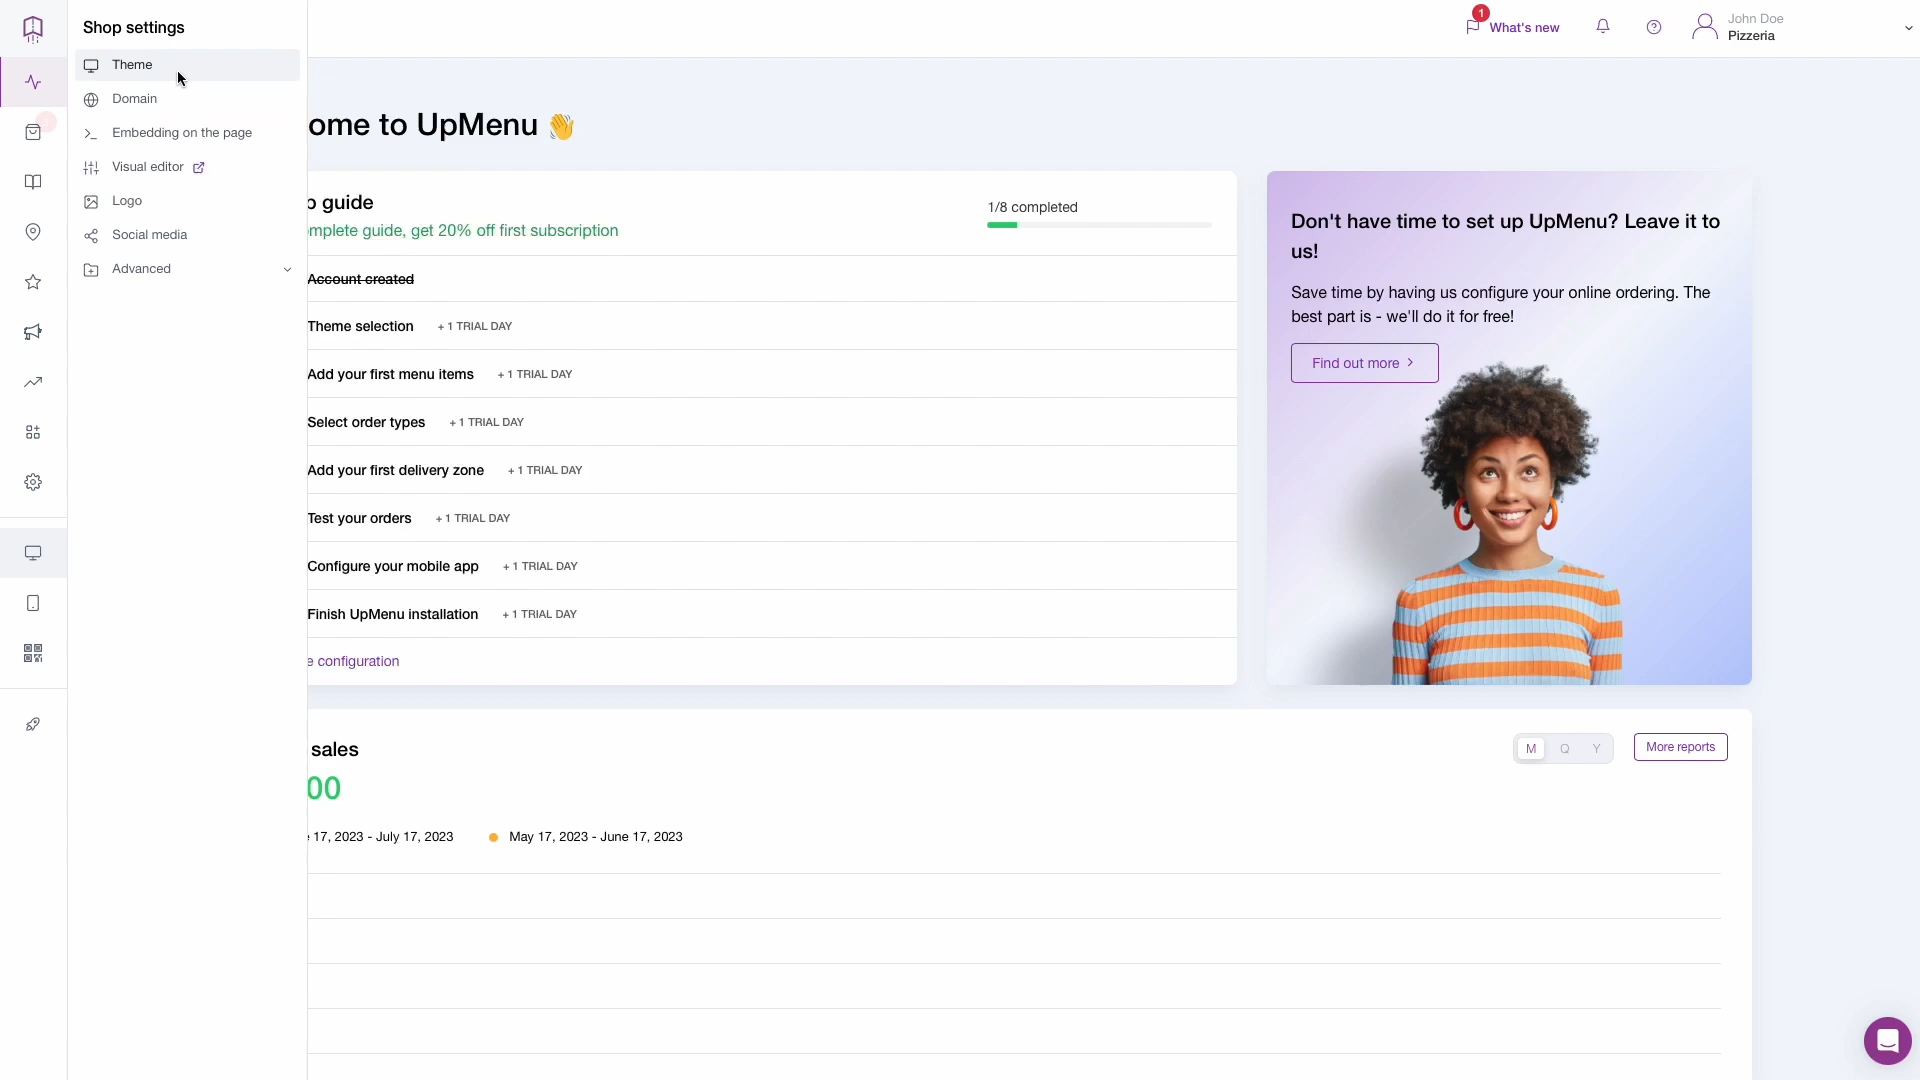 Shop settings
Theme
Domain
Embedding on the page
Visual editor
Logo
Social media
Advanced
1
What's new
John Doe
Pizzeria
ome to UpMenu 👋
guide
mplete guide, get 20% off first subscription
1/8 completed
Account created
Theme selection + 1 TRIAL DAY
Add your first menu items + 1 TRIAL DAY
Select order types + 1 TRIAL DAY
Add your first delivery zone + 1 TRIAL DAY
Test your orders + 1 TRIAL DAY
Configure your mobile app + 1 TRIAL DAY
Finish UpMenu installation + 1 TRIAL DAY
e configuration
Don't have time to set up UpMenu? Leave it to
us!
Save time by having us configure your online ordering. The
best part is - we'll do it for free!
Find out more
sales
M Q Y
More reports
00
17, 2023 - July 17, 2023
May 17, 2023 - June 17, 2023